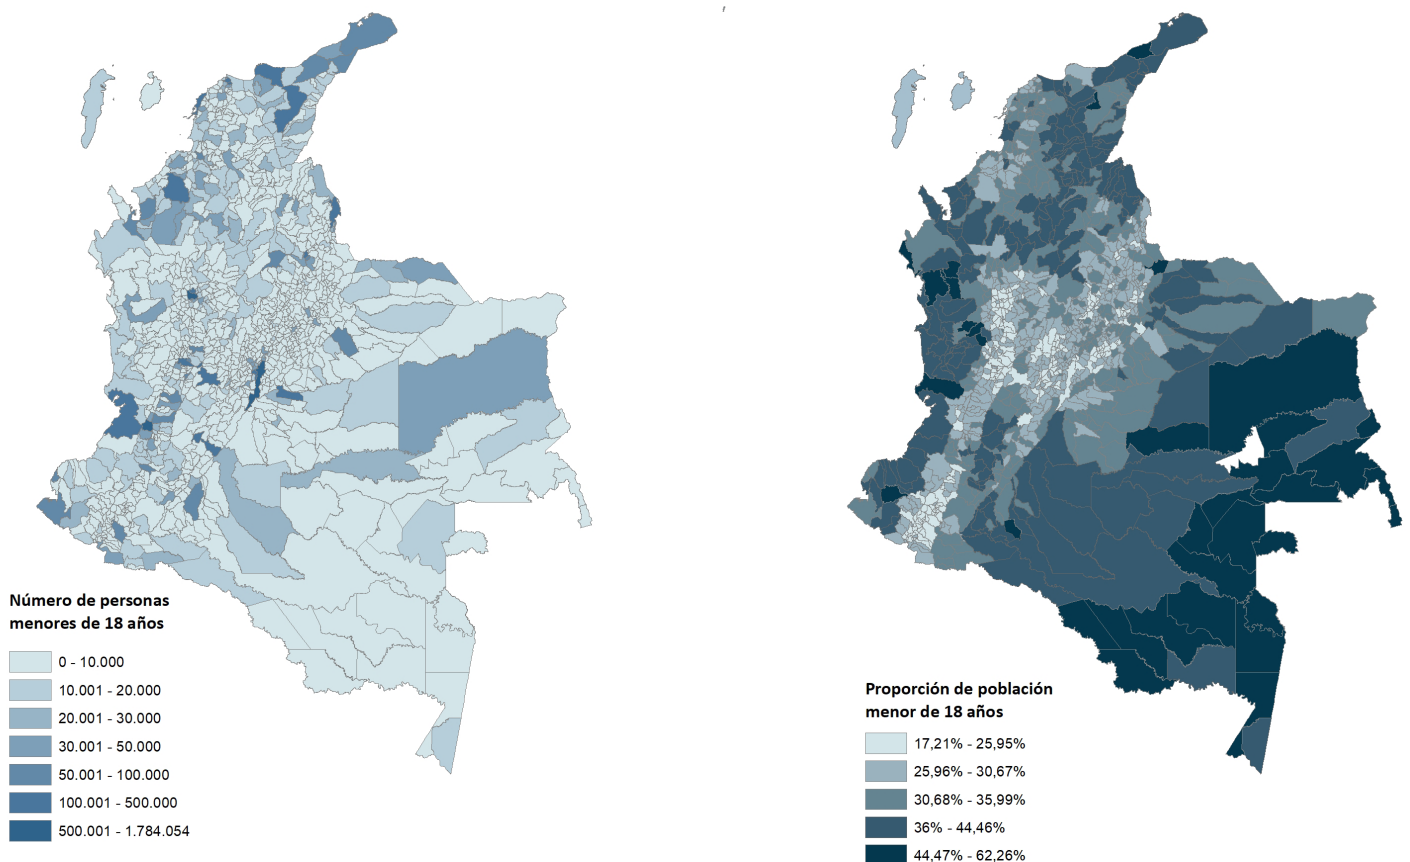 Número de personas
menores de 18 años
0 - 10.000
10.001 - 20.000
20.001 - 30.000
30.001 - 50.000
50.001 - 100.000
100.001 - 500.000
500.001 - 1.784.054
Proporción de población
menor de 18 años
17,21% - 25,95%
25,96% - 30,67%
30,68% - 35,99%
36% - 44,46%
44,47% - 62,26%